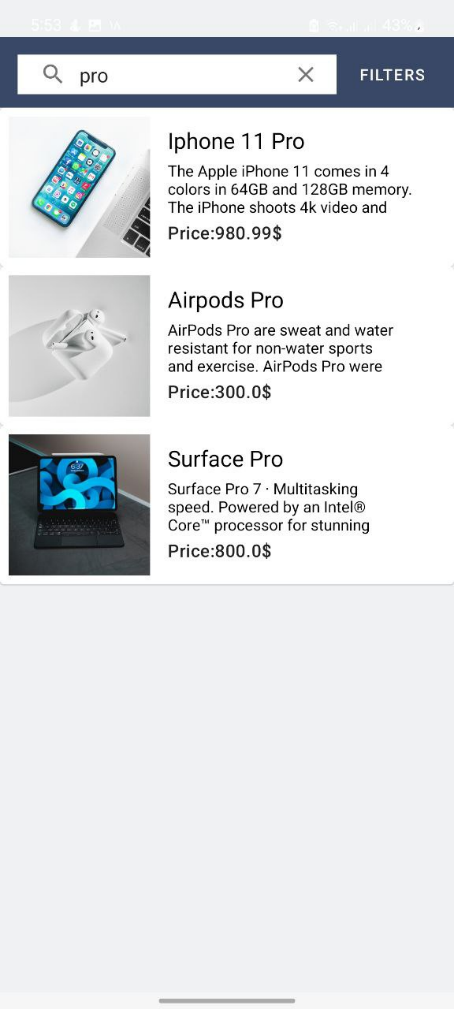 5:53
43%
pro
FILTERS
Iphone 11 Pro
The Apple iPhone 11 comes in 4
colors in 64GB and 128GB memory.
The iPhone shoots 4k video and
Price:980.99$
Airpods Pro
AirPods Pro are sweat and water
resistant for non-water sports
and exercise. AirPods Pro were
Price:300.0$
6:37
Surface Pro
Surface Pro 7 · Multitasking
speed. Powered by an Intel®
Core™ processor for stunning
Price:800.0$